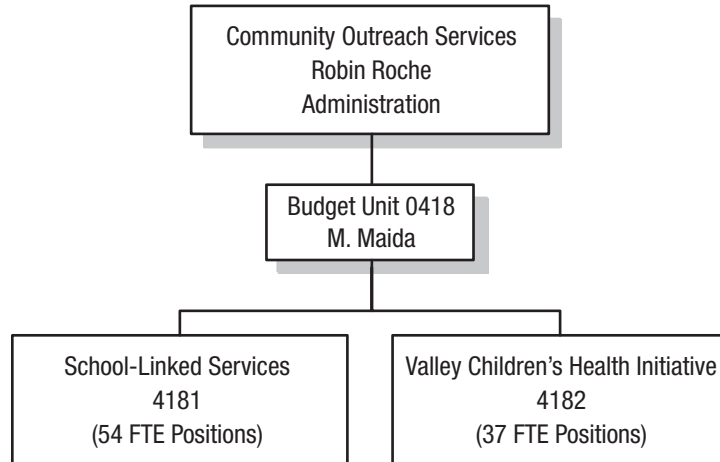 Community Outreach Services
Robin Roche
Administration
Budget Unit 0418
M. Maida
School-Linked Services
4181
(54 FTE Positions)
Valley Children’s Health Initiative
4182
(37 FTE Positions)